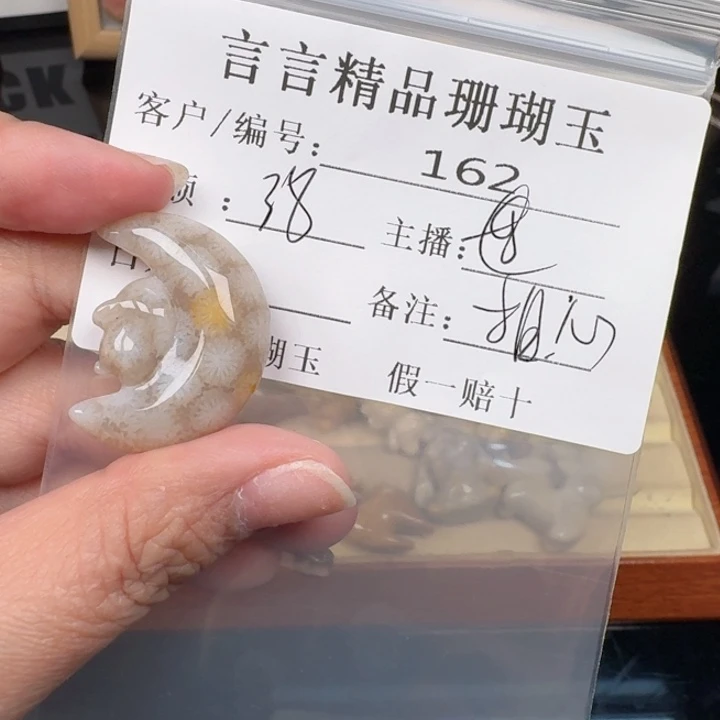 言言精品珊瑚玉
客户/编号: 162
: 38 主播:
备注:
瑚玉 假一赔十
CK